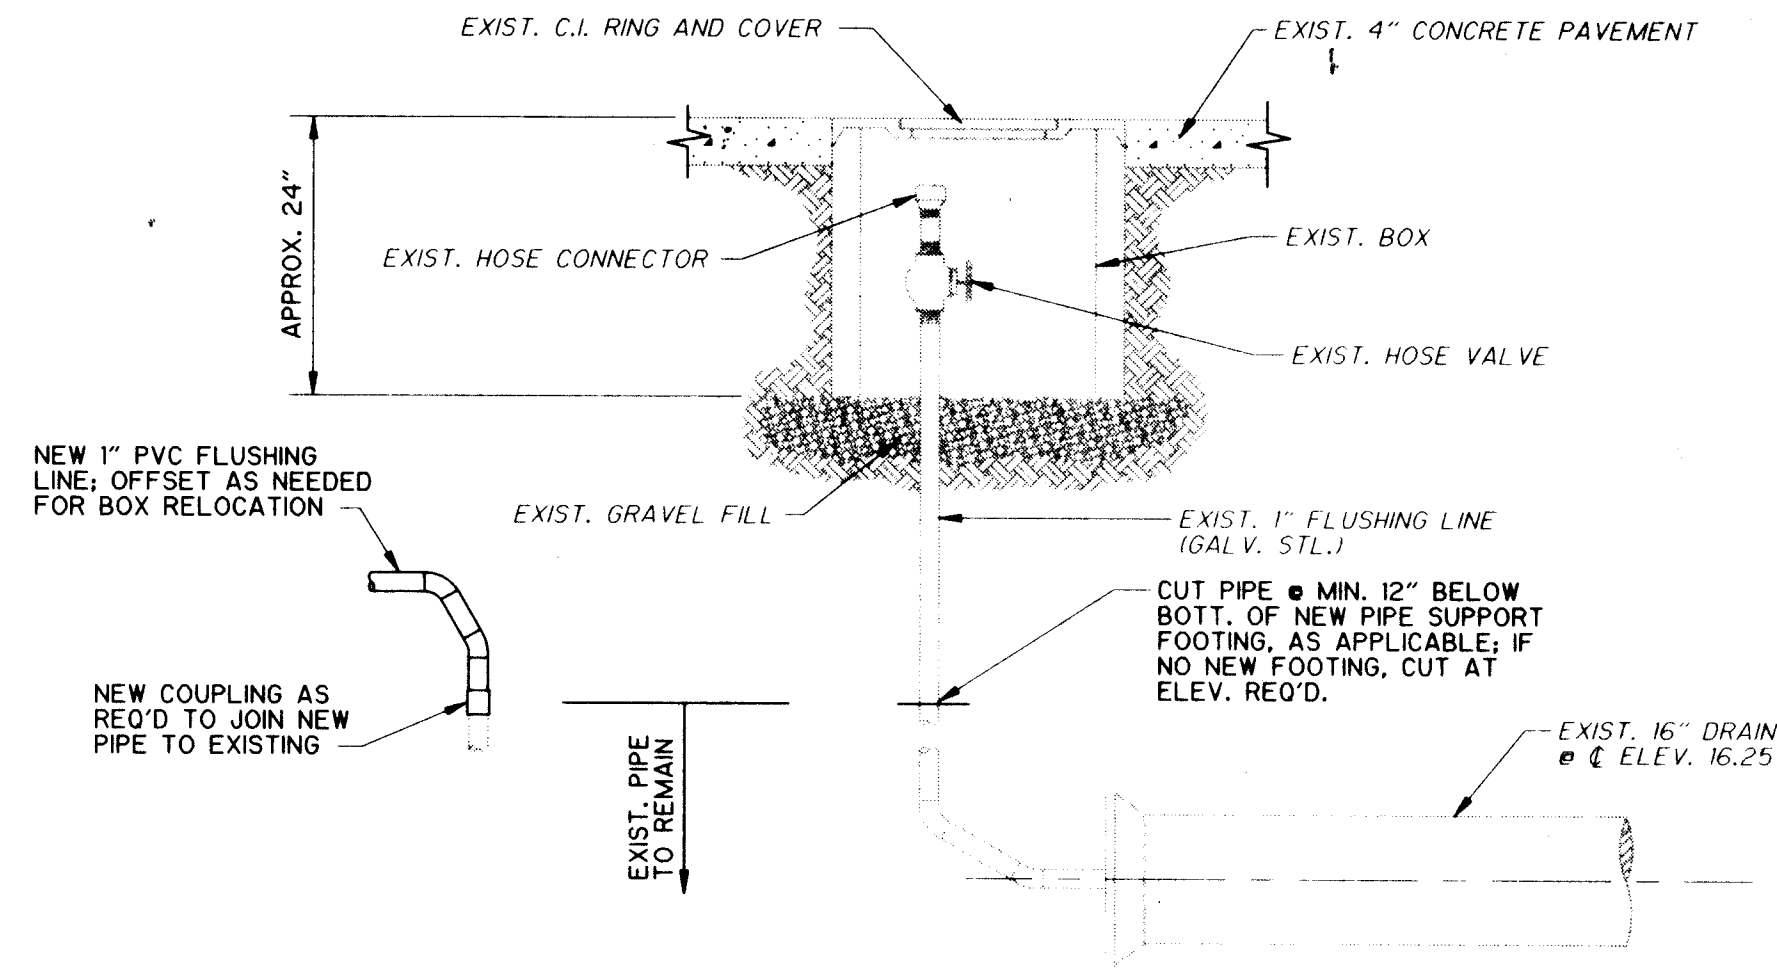 EXIST. C.I. RING AND COVER
EXIST. 4" CONCRETE PAVEMENT
APPROX. 24"
EXIST. HOSE CONNECTOR
EXIST. BOX
EXIST. HOSE VALVE
NEW 1" PVC FLUSHING
LINE; OFFSET AS NEEDED
FOR BOX RELOCATION
EXIST. GRAVEL FILL
EXIST. 1" FLUSHING LINE
(GALV. STL.)
CUT PIPE @ MIN. 12" BELOW
BOTT. OF NEW PIPE SUPPORT
FOOTING, AS APPLICABLE; IF
NO NEW FOOTING, CUT AT
ELEV. REQ'D.
NEW COUPLING AS
REQ'D TO JOIN NEW
PIPE TO EXISTING
EXIST. PIPE
TO REMAIN
EXIST. 16" DRAIN
@ ℄ ELEV. 16.25